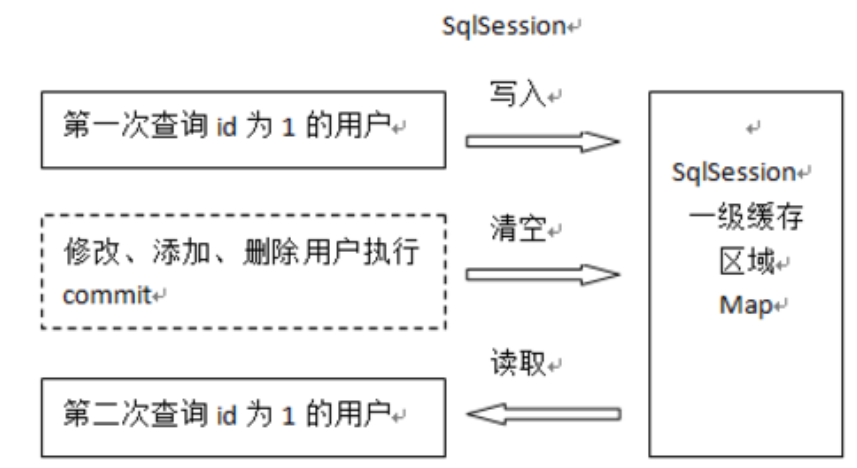 SqlSession
写入
第一次查询 id 为 1 的用户
SqlSession
一级缓存
区域
Map
清空
修改、添加、删除用户执行
commit
读取
第二次查询 id 为 1 的用户